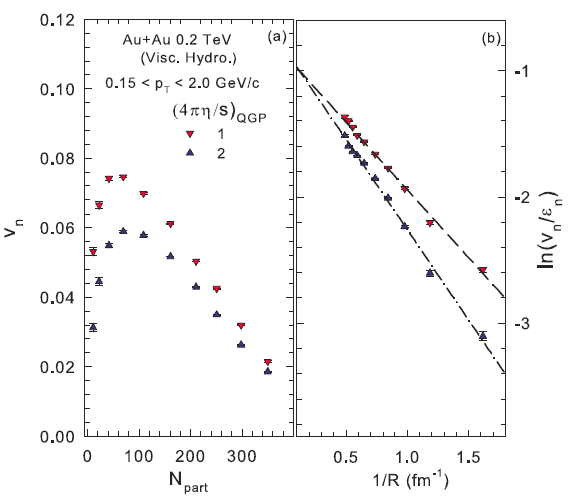 Au+Au 0.2 TeV (a)
(Visc. Hydro.)
0.15 < p_T < 2.0 GeV/c
(4πη/s)_QGP
1
2
0.12
0.10
0.08
0.06
0.04
0.02
0.00
v_n
0 100 200 300
N_part
(b)
-1
-2
-3
ln(v_n/ε_n)
0.5 1.0 1.5
1/R (fm⁻¹)